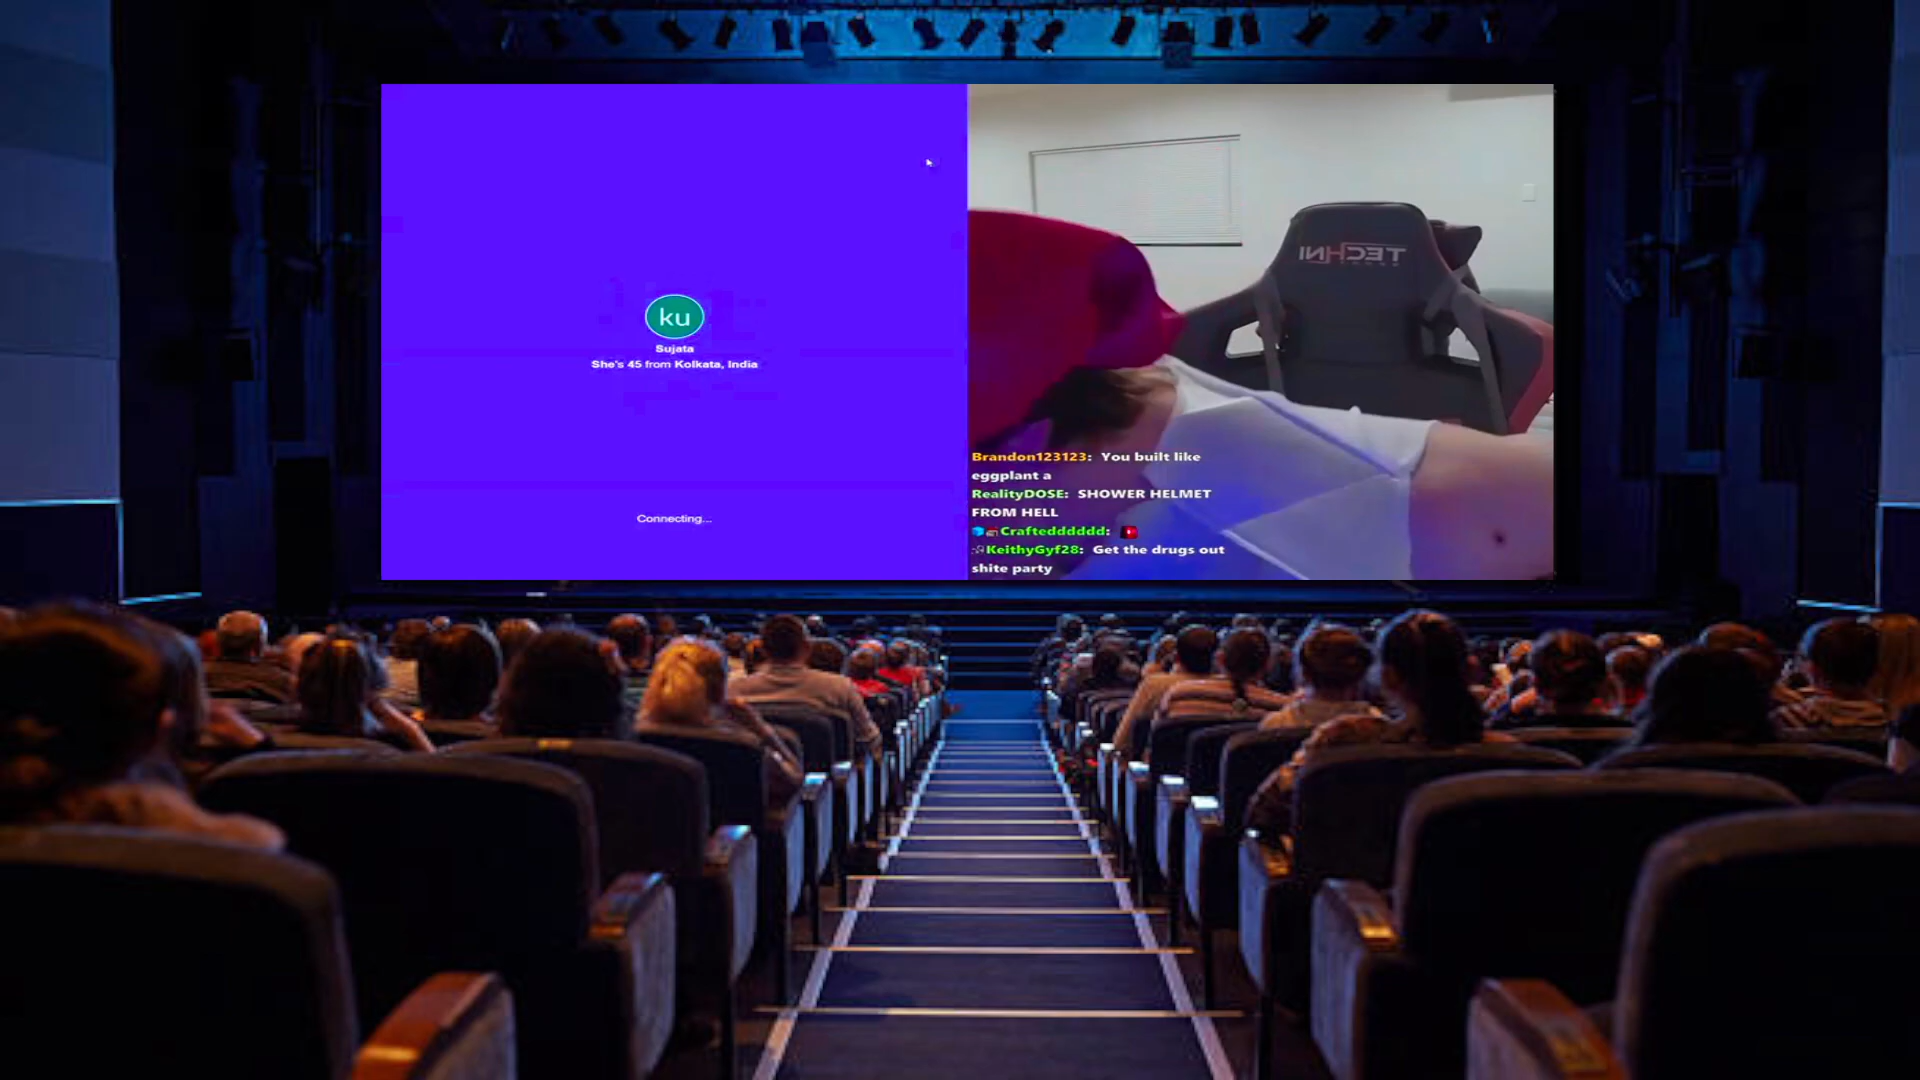 ku
Sujata
She's 45 from Kolkata, India
Connecting...
TECHNI
Brandon123123: You built like
eggplant a
RealityDOSE: SHOWER HELMET
FROM HELL
Craftedddddd:
KeithyGyf28: Get the drugs out
shite party